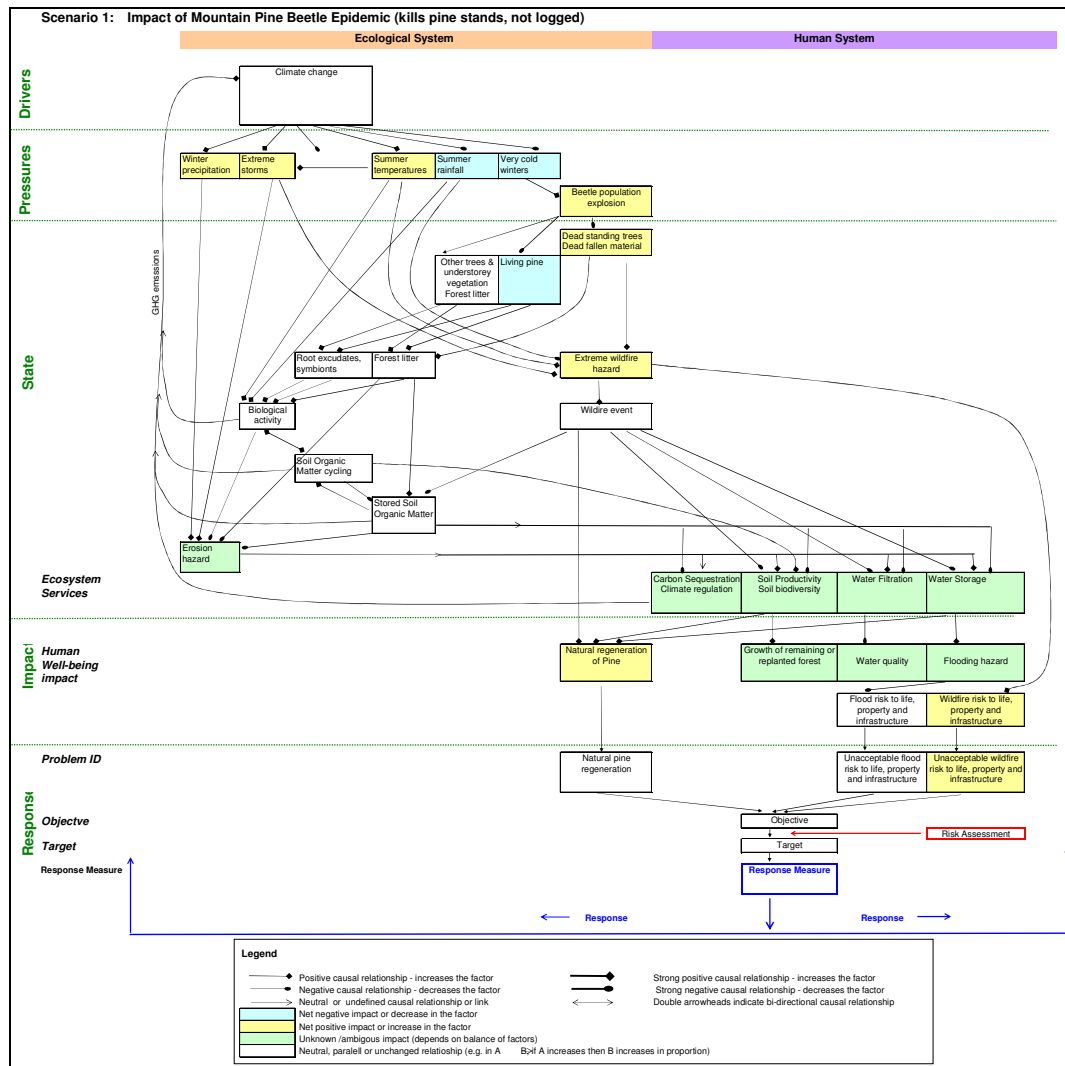 Scenario 1: Impact of Mountain Pine Beetle Epidemic (kills pine stands, not logged)
Ecological System
Human System
Drivers
Climate change
Pressures
Winter
precipitation
Extreme
storms
Summer
temperatures
Summer
rainfall
Very cold
winters
Beetle population
explosion
State
GHG emsssions
Dead standing trees
Dead fallen material
Other trees &
understorey
vegetation
Forest litter
Living pine
Root excudates,
symbionts
Forest litter
Extreme wildfire
hazard
Biological
activity
Wildire event
Soil Organic
Matter cycling
Stored Soil
Organic Matter
Erosion
hazard
Ecosystem
Services
Carbon Sequestration
Climate regulation
Soil Productivity
Soil biodiversity
Water Filtration
Water Storage
Impact
Human
Well-being
impact
Natural regeneration
of Pine
Growth of remaining or
replanted forest
Water quality
Flooding hazard
Flood risk to life,
property and
infrastructure
Wildfire risk to life,
property and
infrastructure
Response
Problem ID
Natural pine
regeneration
Unacceptable flood
risk to life, property
and infrastructure
Unacceptable wildfire
risk to life, property and
infrastructure
Objectve
Objective
Risk Assessment
Target
Target
Response Measure
Response Measure
Response
Response
Legend
Positive causal relationship - increases the factor
Strong positive causal relationship - increases the factor
Negative causal relationship - decreases the factor
Strong negative causal relationship - decreases the factor
Neutral or undefined causal relationship or link
Double arrowheads indicate bi-directional causal relationship
Net negative impact or decrease in the factor
Net positive impact or increase in the factor
Unknown /ambigous impact (depends on balance of factors)
Neutral, paralell or unchanged relatioship (e.g. in A B, if A increases then B increases in proportion)